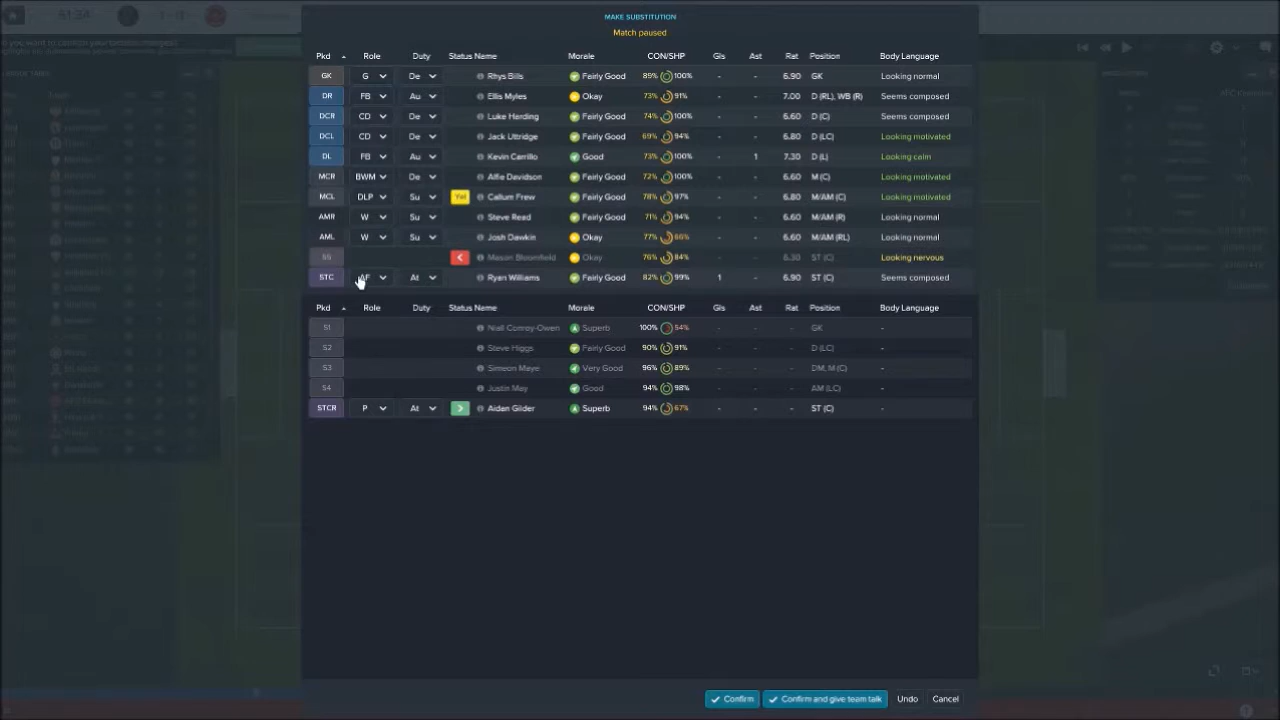 51:37
MAKE SUBSTITUTION
Match paused
Pkd Role Duty Status Name Morale CON/SHP Gls Ast Rat Position Body Language
GK G De Rhys Bills Fairly Good 89% 100% - - 6.90 GK Looking normal
DR FB Au Ellis Myles Okay 73% 91% - - 7.00 D (RL), WB (R) Seems composed
DCR CD De Luke Harding Fairly Good 74% 100% - - 6.60 D (C) Seems composed
DCL CD De Jack Uttridge Fairly Good 69% 94% - - 6.80 D (LC) Looking motivated
DL FB Au Kevin Carrillo Good 73% 100% - 1 7.30 D (L) Looking calm
MCR BWM De Alfie Davidson Fairly Good 72% 100% - - 6.60 M (C) Looking motivated
MCL DLP Su Yel Callum Frew Fairly Good 78% 97% - - 6.80 M/AM (C) Looking motivated
AMR W Su Steve Read Fairly Good 71% 94% - - 6.60 M/AM (R) Looking normal
AML W Su Josh Dawkin Okay 77% 86% - - 6.60 M/AM (RL) Looking normal
S5 Mason Bloomfield Okay 76% 84% - - 6.30 ST (C) Looking nervous
STC AF At Ryan Williams Fairly Good 82% 99% 1 - 6.90 ST (C) Seems composed
Pkd Role Duty Status Name Morale CON/SHP Gls Ast Rat Position Body Language
S1 Niall Conroy-Owen Superb 100% 54% - - - GK -
S2 Steve Higgs Fairly Good 90% 91% - - - D (LC) -
S3 Simeon Maye Very Good 96% 89% - - - DM, M (C) -
S4 Justin May Good 94% 98% - - - AM (LC) -
STCR P At Aidan Gilder Superb 94% 67% - - - ST (C) -
Confirm Confirm and give team talk Undo Cancel